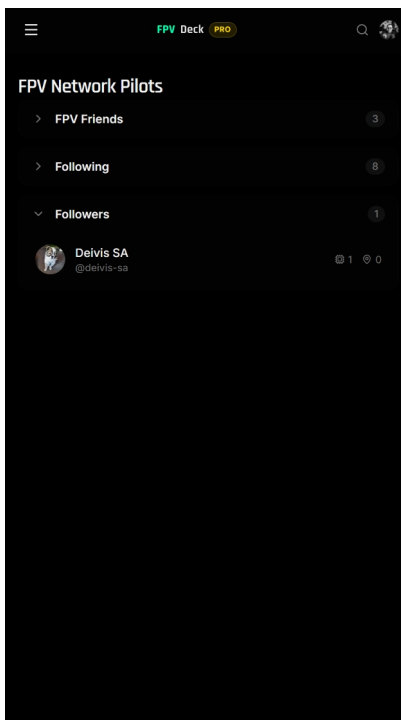 FPV Deck PRO
FPV Network Pilots
FPV Friends 3
Following 8
Followers 1
Deivis SA
@deivis-sa
1 0